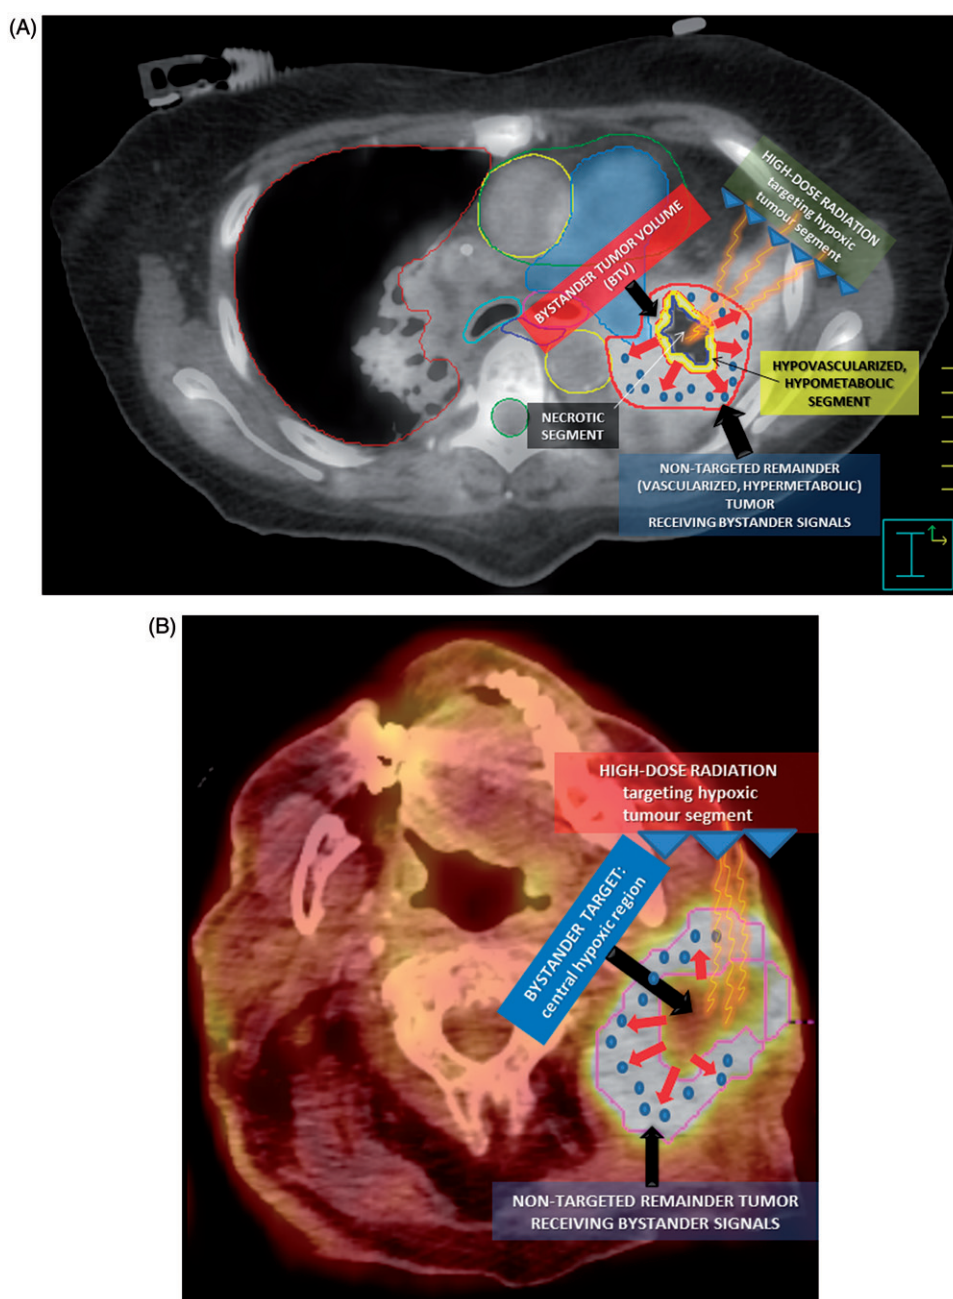 (A)
HIGH-DOSE RADIATION
targeting hypoxic
tumour segment
BYSTANDER TUMOR VOLUME
(BTV)
HYPOVASCULARIZED,
HYPOMETABOLIC
SEGMENT
NECROTIC
SEGMENT
NON-TARGETED REMAINDER
(VASCULARIZED, HYPERMETABOLIC)
TUMOR
RECEIVING BYSTANDER SIGNALS
(B)
HIGH-DOSE RADIATION
targeting hypoxic
tumour segment
BYSTANDER TARGET:
central hypoxic region
NON-TARGETED REMAINDER TUMOR
RECEIVING BYSTANDER SIGNALS